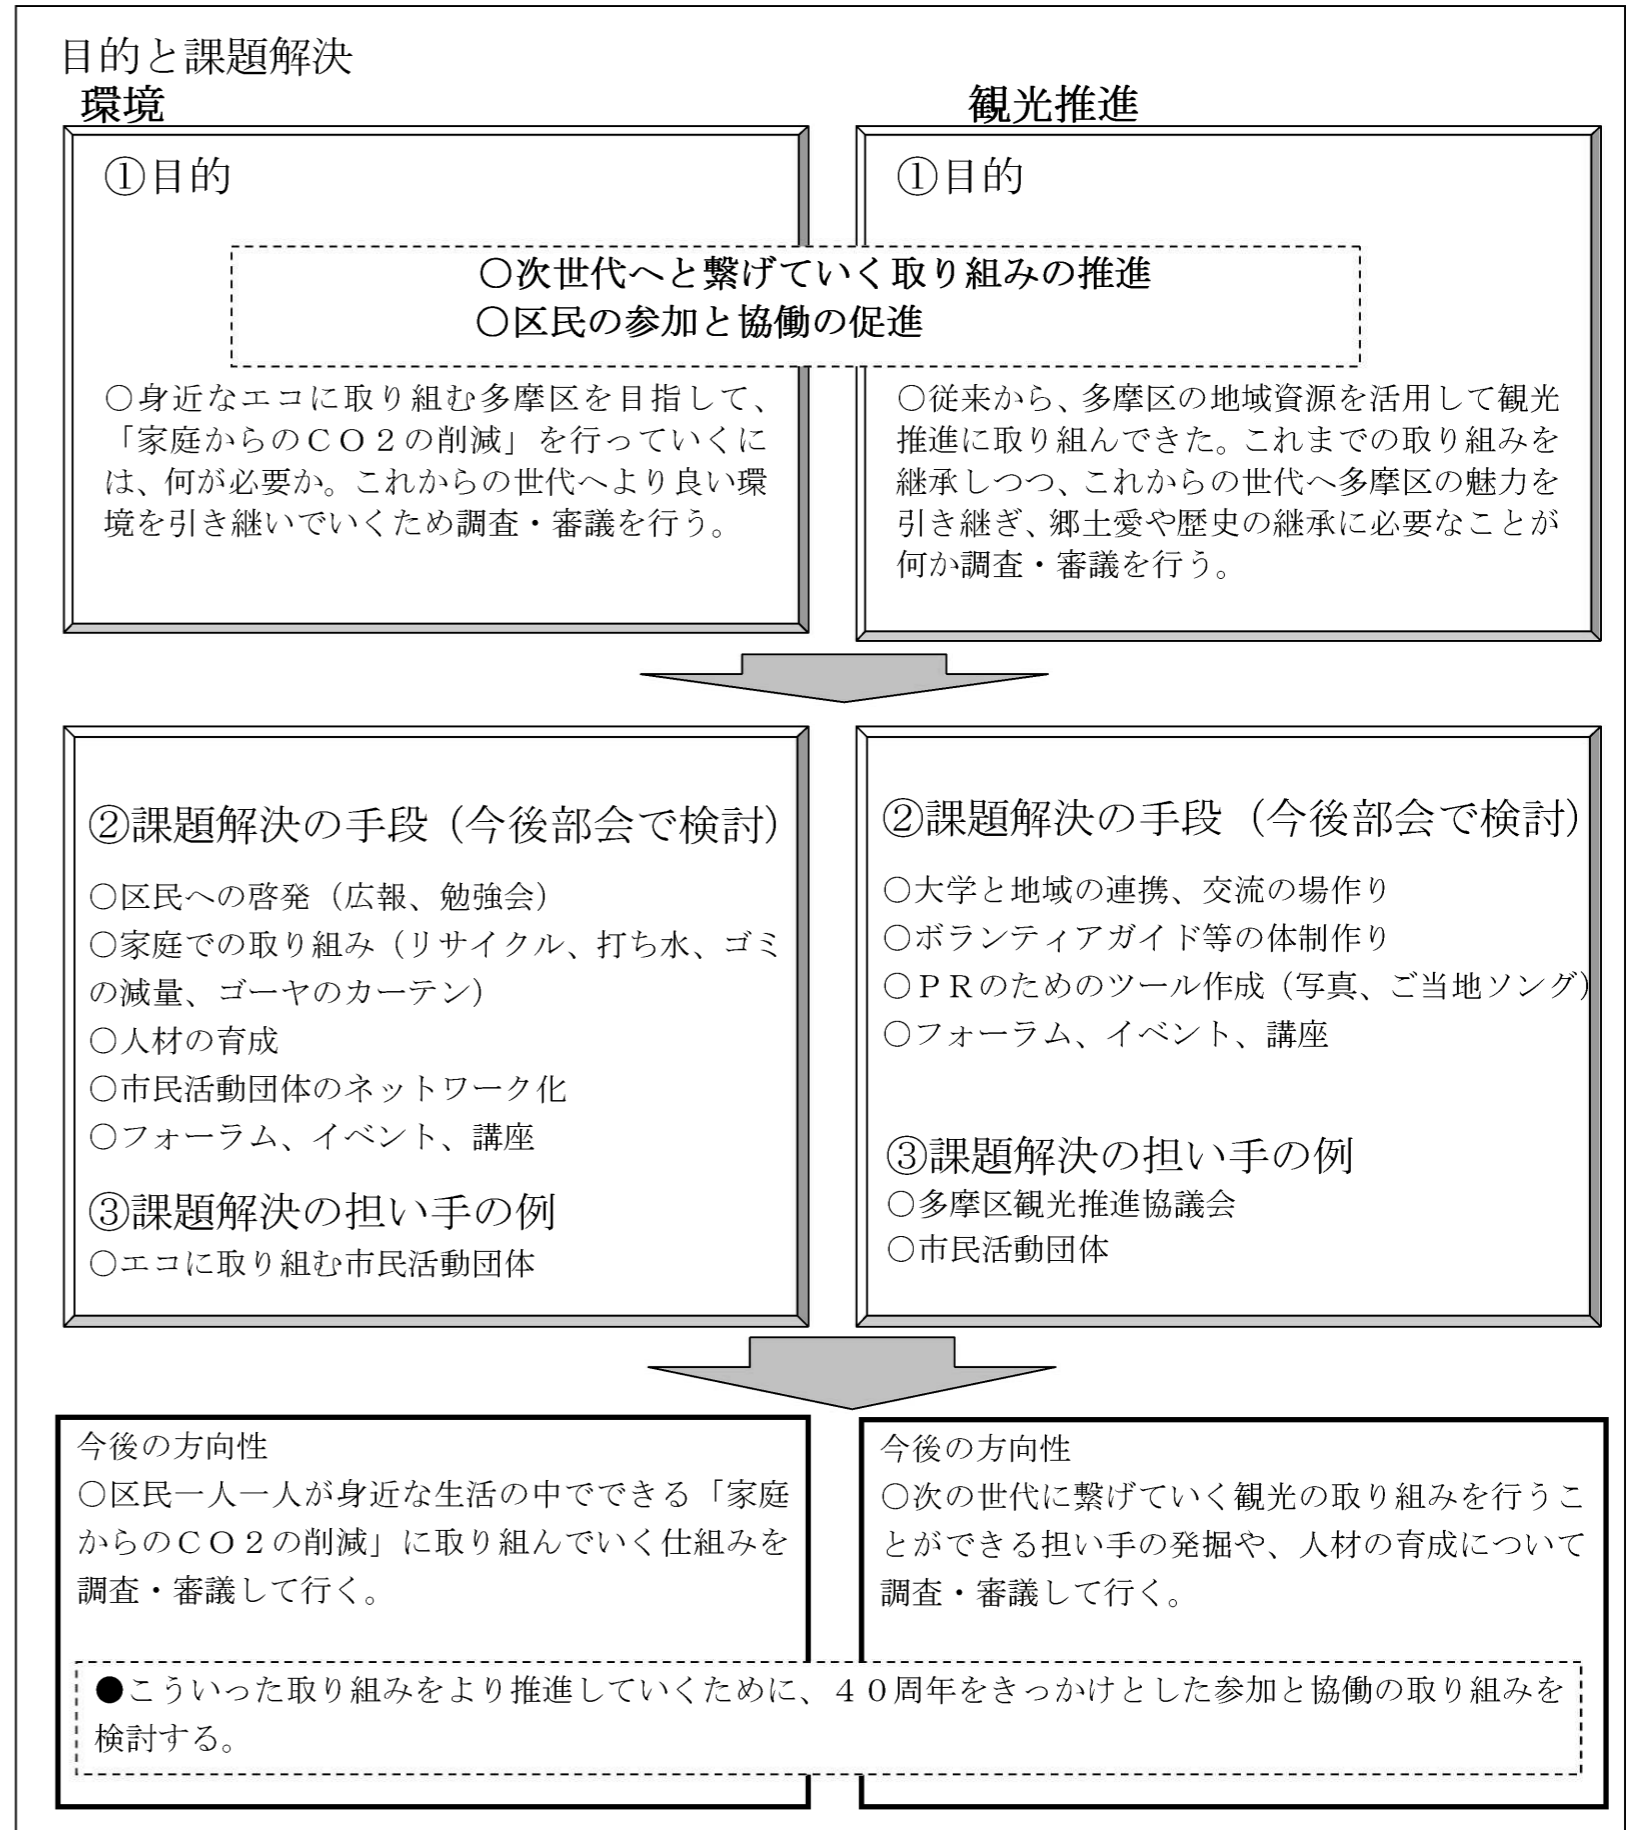 目的と課題解決
環境
観光推進
①目的
①目的
○次世代へと繋げていく取り組みの推進
○区民の参加と協働の促進
○身近なエコに取り組む多摩区を目指して、
「家庭からのＣＯ２の削減」を行っていくに
は、何が必要か。これからの世代へより良い環
境を引き継いでいくため調査・審議を行う。
○従来から、多摩区の地域資源を活用して観光
推進に取り組んできた。これまでの取り組みを
継承しつつ、これからの世代へ多摩区の魅力を
引き継ぎ、郷土愛や歴史の継承に必要なことが
何か調査・審議を行う。
②課題解決の手段（今後部会で検討）
○区民への啓発（広報、勉強会）
○家庭での取り組み（リサイクル、打ち水、ゴミ
の減量、ゴーヤのカーテン）
○人材の育成
○市民活動団体のネットワーク化
○フォーラム、イベント、講座
③課題解決の担い手の例
○エコに取り組む市民活動団体
②課題解決の手段（今後部会で検討）
○大学と地域の連携、交流の場作り
○ボランティアガイド等の体制作り
○ＰＲのためのツール作成（写真、ご当地ソング）
○フォーラム、イベント、講座
③課題解決の担い手の例
○多摩区観光推進協議会
○市民活動団体
今後の方向性
○区民一人一人が身近な生活の中でできる「家庭
からのＣＯ２の削減」に取り組んでいく仕組みを
調査・審議して行く。
今後の方向性
○次の世代に繋げていく観光の取り組みを行うこ
とができる担い手の発掘や、人材の育成について
調査・審議して行く。
●こういった取り組みをより推進していくために、４０周年をきっかけとした参加と協働の取り組みを
検討する。